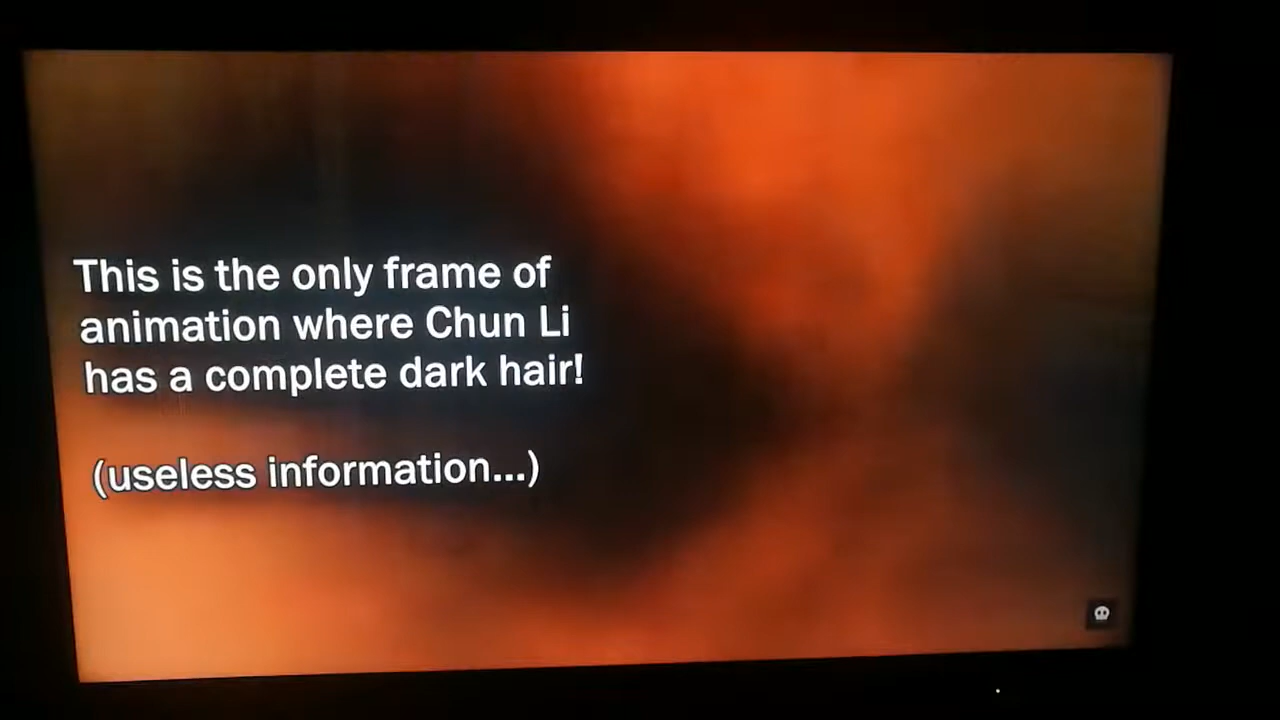 This is the only frame of
animation where Chun Li
has a complete dark hair!
(useless information...)